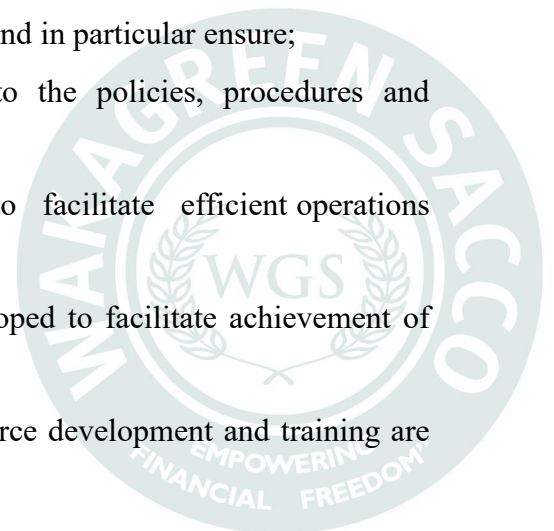 nd in particular ensure;
to the policies, procedures and
o facilitate efficient operations
oped to facilitate achievement of
rce development and training are
WAKAGREEN SACCO
WGS
"EMPOWERING
FINANCIAL FREEDOM"